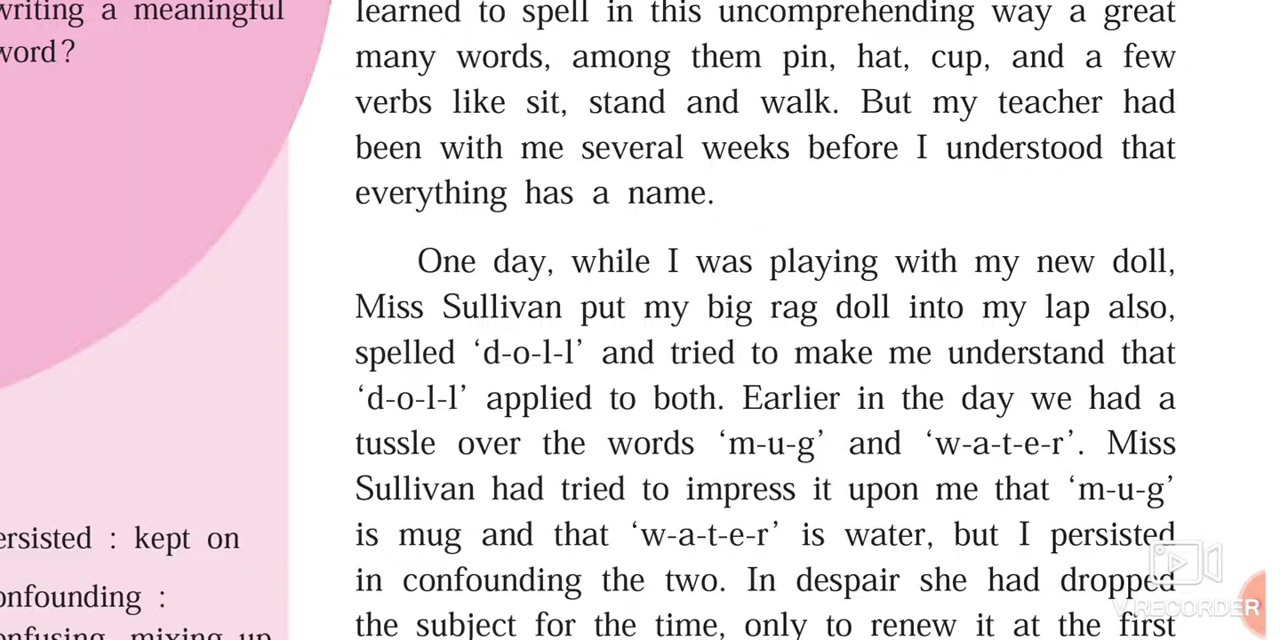 writing a meaningful
word?
learned to spell in this uncomprehending way a great
many words, among them pin, hat, cup, and a few
verbs like sit, stand and walk. But my teacher had
been with me several weeks before I understood that
everything has a name.
One day, while I was playing with my new doll,
Miss Sullivan put my big rag doll into my lap also,
spelled ‘d-o-l-l’ and tried to make me understand that
‘d-o-l-l’ applied to both. Earlier in the day we had a
tussle over the words ‘m-u-g’ and ‘w-a-t-e-r’. Miss
Sullivan had tried to impress it upon me that ‘m-u-g’
is mug and that ‘w-a-t-e-r’ is water, but I persisted
in confounding the two. In despair she had dropped
the subject for the time, only to renew it at the first
ersisted : kept on
onfounding :
onfusing, mixing up
VRECORDER